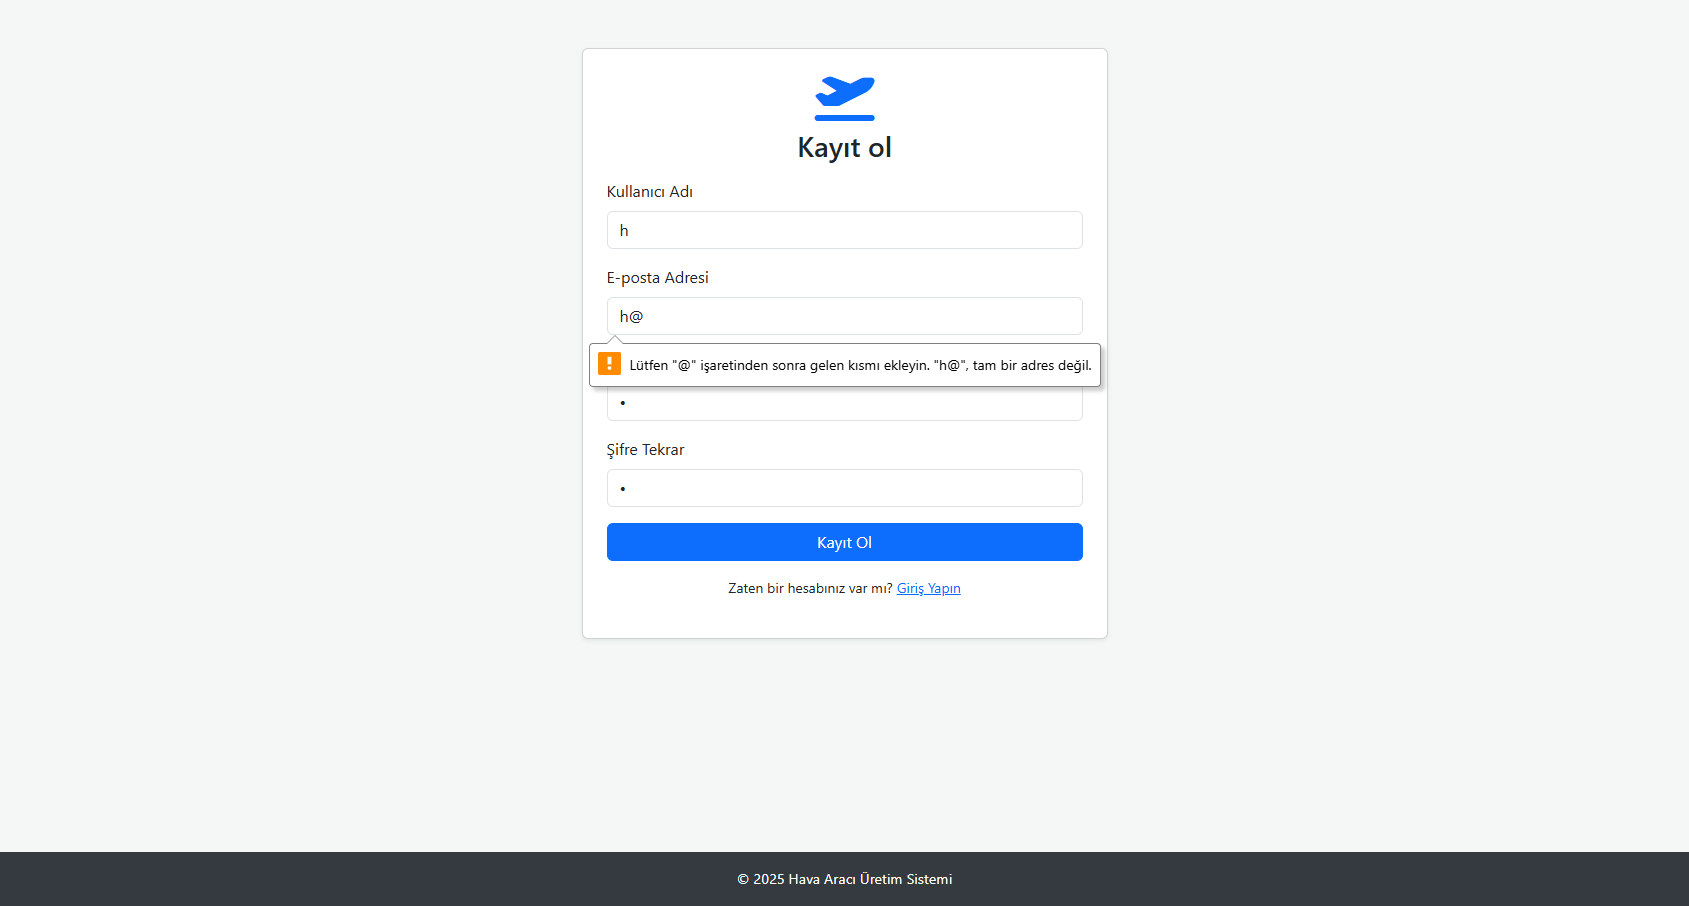 Kayıt ol
Kullanıcı Adı
h
E-posta Adresi
h@
Lütfen "@" işaretinden sonra gelen kısmı ekleyin. "h@", tam bir adres değil.
•
Şifre Tekrar
•
Kayıt Ol
Zaten bir hesabınız var mı? Giriş Yapın
© 2025 Hava Aracı Üretim Sistemi